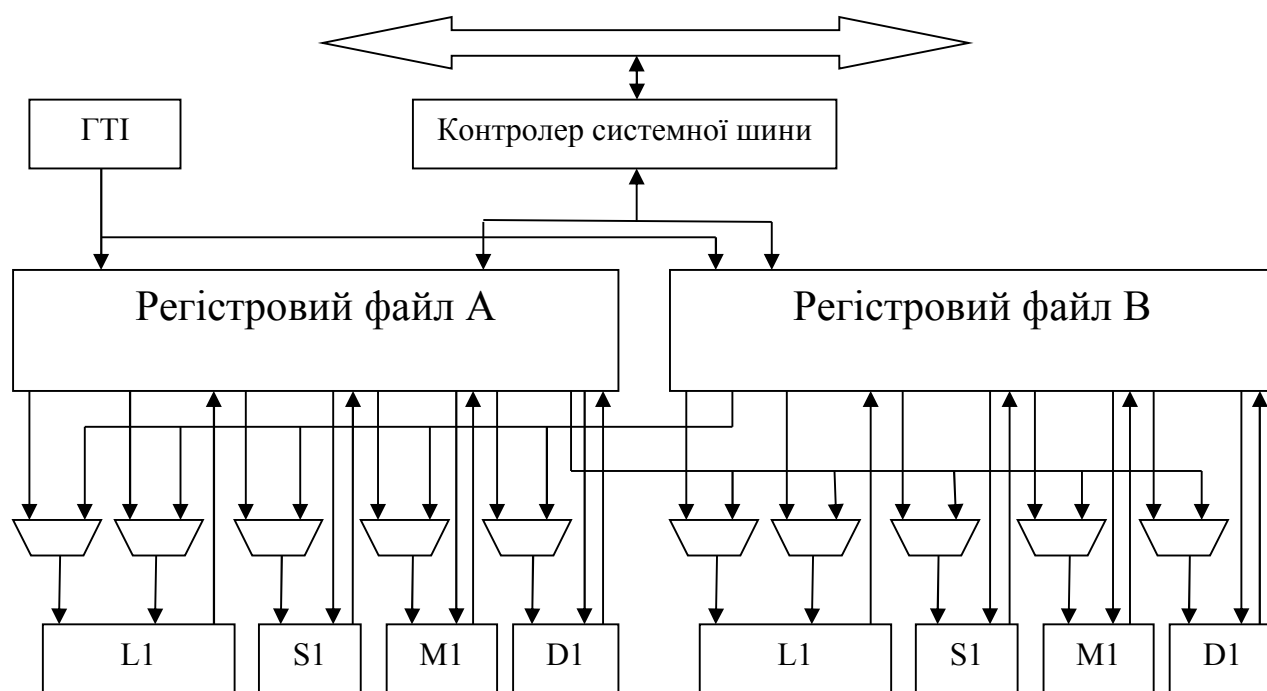 ГТІ
Контролер системної шини
Регістровий файл А
Регістровий файл В
L1
S1
M1
D1
L1
S1
M1
D1